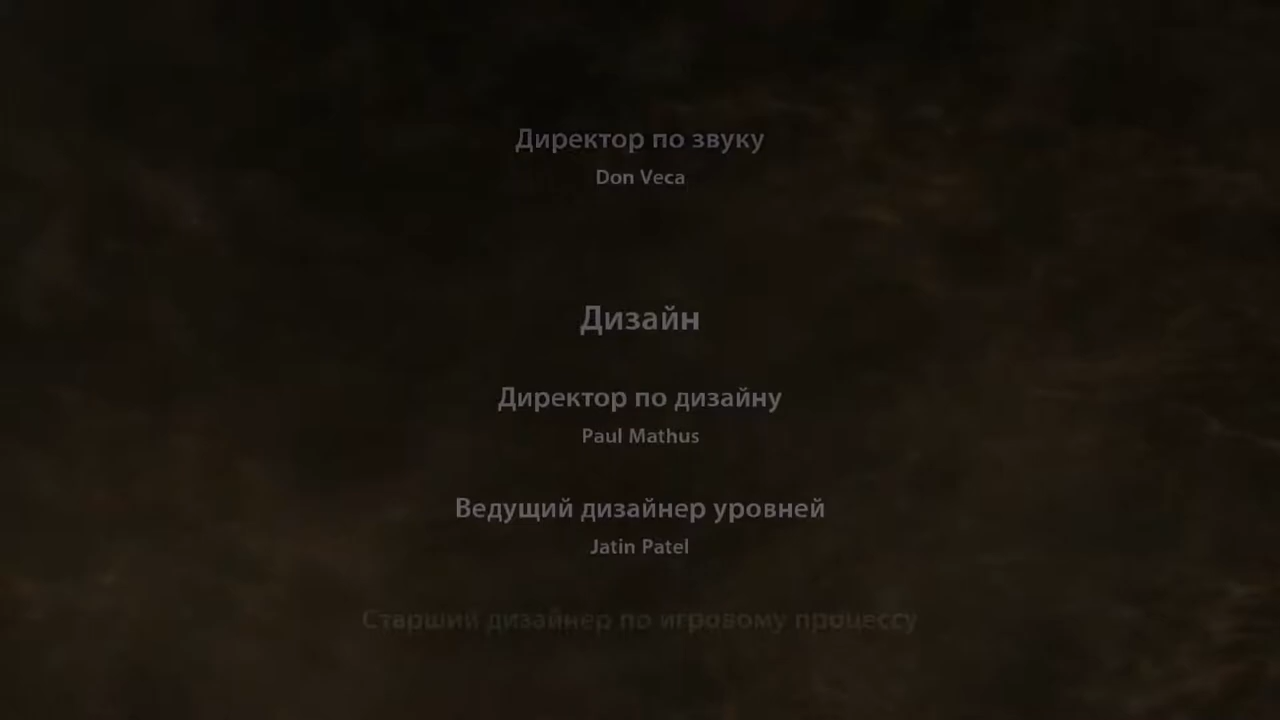 Директор по звуку
Don Veca
Дизайн
Директор по дизайну
Paul Mathus
Ведущий дизайнер уровней
Jatin Patel
Старший дизайнер по игровому процессу